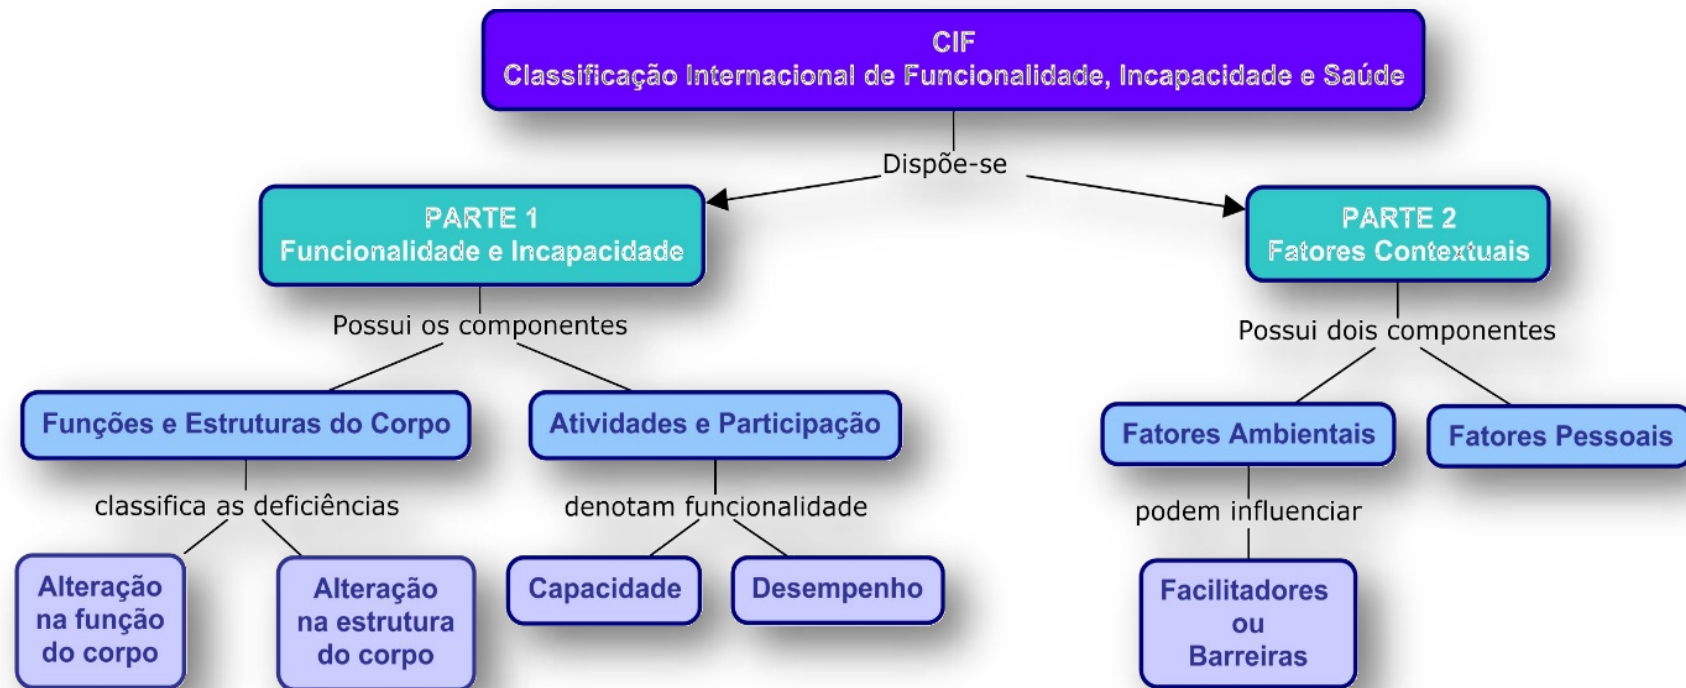 CIF
Classificação Internacional de Funcionalidade, Incapacidade e Saúde
Dispõe-se
PARTE 1
Funcionalidade e Incapacidade
PARTE 2
Fatores Contextuais
Possui os componentes
Possui dois componentes
Funções e Estruturas do Corpo
Atividades e Participação
Fatores Ambientais
Fatores Pessoais
classifica as deficiências
denotam funcionalidade
podem influenciar
Alteração
na função
do corpo
Alteração
na estrutura
do corpo
Capacidade
Desempenho
Facilitadores
ou
Barreiras